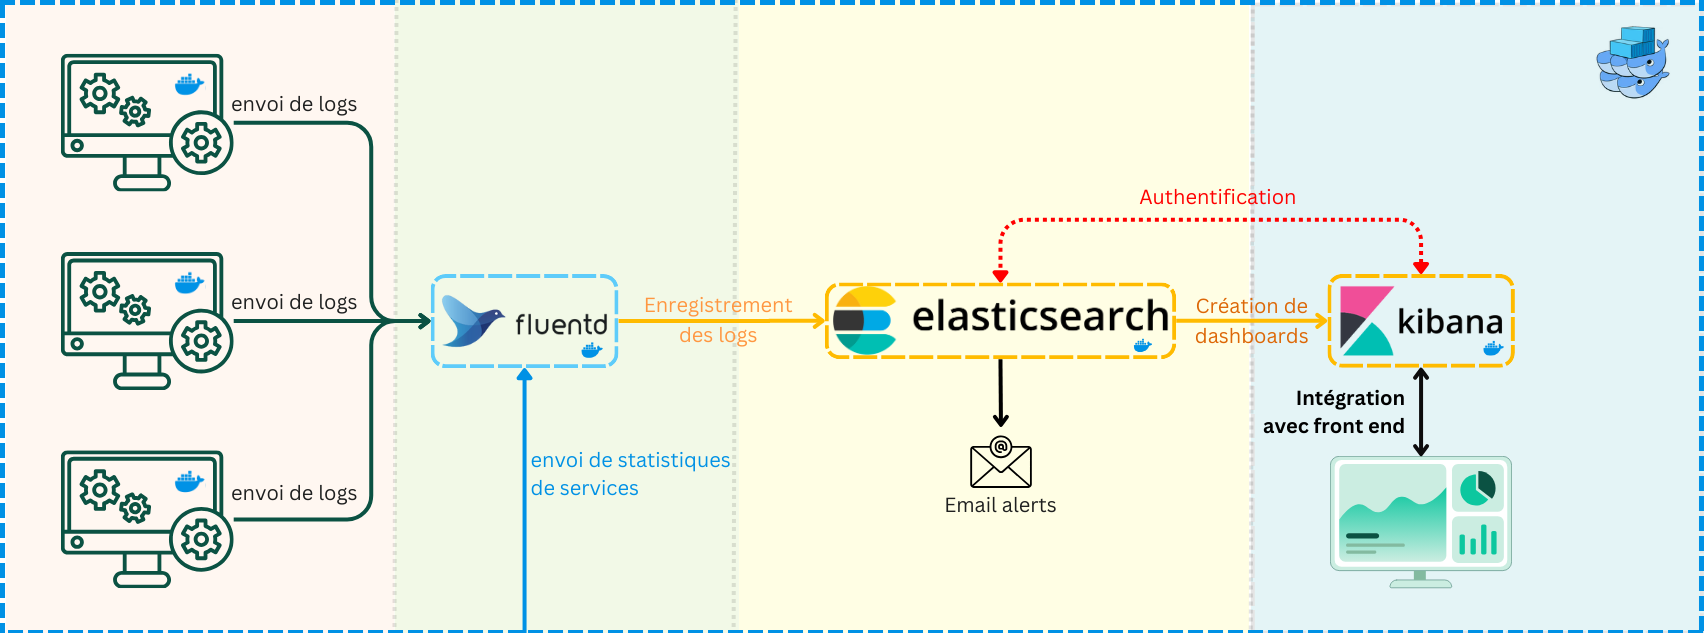 envoi de logs
envoi de logs
envoi de logs
fluentd
envoi de statistiques
de services
Enregistrement
des logs
elasticsearch
@
Email alerts
Authentification
Création de
dashboards
kibana
Intégration
avec front end